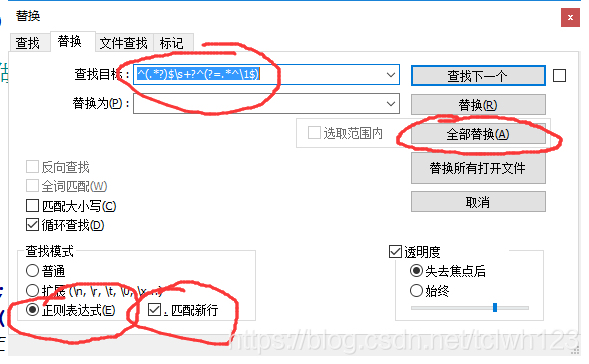 替换
查找 替换 文件查找 标记
查找目标： ^(.*?)$\s+?^(?=.*^\1$) 查找下一个
替换为(P)： 替换(R)
选取范围内 全部替换(A)
反向查找 替换所有打开文件
全词匹配(W)
匹配大小写(C) 取消
循环查找(D)
查找模式 透明度
普通 失去焦点后
扩展 (\n, \r, \t, \0, \x...) 始终
正则表达式(E) . 匹配新行
https://blog.csdn.net/tclwh123